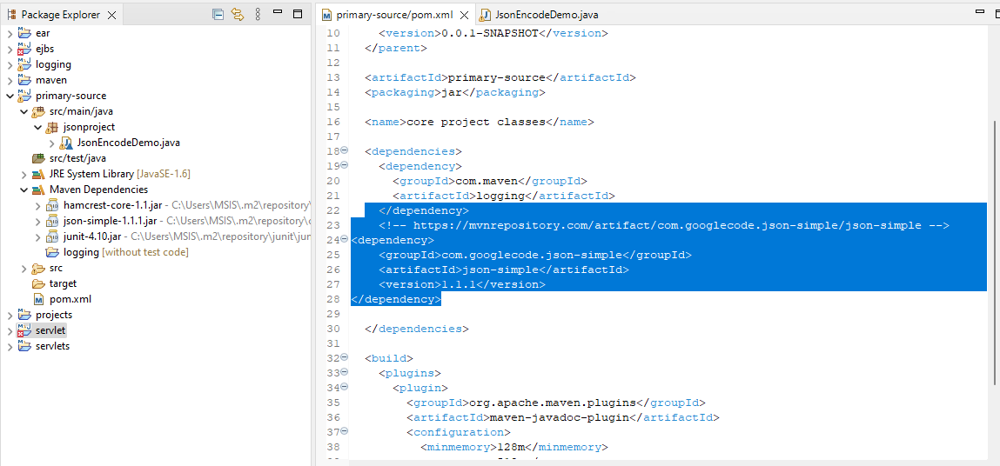 Package Explorer
ear
ejbs
logging
maven
primary-source
src/main/java
jsonproject
JsonEncodeDemo.java
src/test/java
JRE System Library [JavaSE-1.6]
Maven Dependencies
hamcrest-core-1.1.jar - C:\Users\MSIS\.m2\repository\
json-simple-1.1.1.jar - C:\Users\MSIS\.m2\repository\c
junit-4.10.jar - C:\Users\MSIS\.m2\repository\junit\jun
logging [without test code]
src
target
pom.xml
projects
servlet
servlets
primary-source/pom.xml
JsonEncodeDemo.java
10 <version>0.0.1-SNAPSHOT</version>
11 </parent>
12
13 <artifactId>primary-source</artifactId>
14 <packaging>jar</packaging>
15
16 <name>core project classes</name>
17
18 <dependencies>
19 <dependency>
20 <groupId>com.maven</groupId>
21 <artifactId>logging</artifactId>
22 </dependency>
23 <!-- https://mvnrepository.com/artifact/com.googlecode.json-simple/json-simple -->
24 <dependency>
25 <groupId>com.googlecode.json-simple</groupId>
26 <artifactId>json-simple</artifactId>
27 <version>1.1.1</version>
28 </dependency>
29
30 </dependencies>
31
32 <build>
33 <plugins>
34 <plugin>
35 <groupId>org.apache.maven.plugins</groupId>
36 <artifactId>maven-javadoc-plugin</artifactId>
37 <configuration>
38 <minmemory>128m</minmemory>